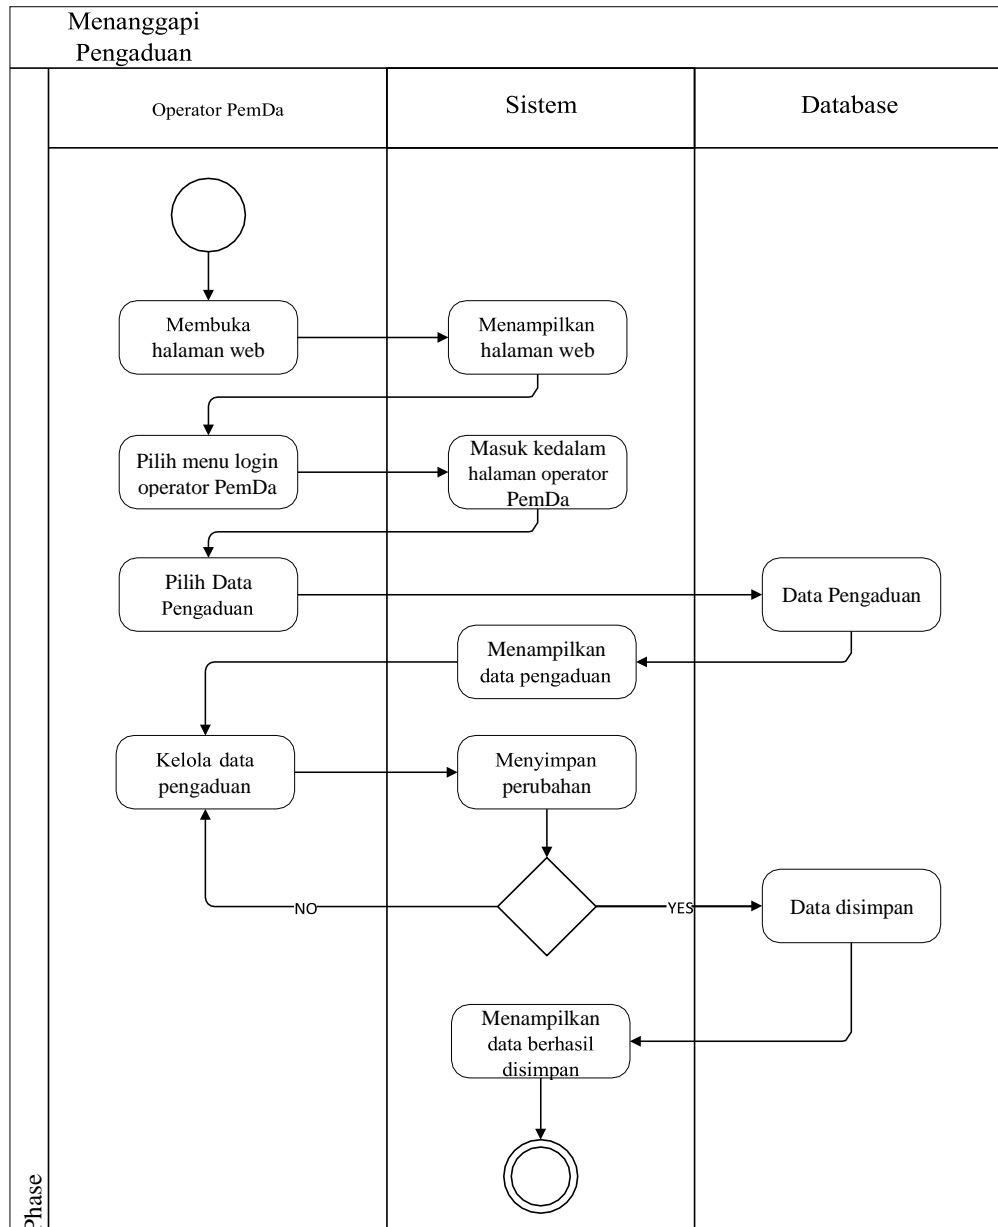 Menanggapi
Pengaduan
Operator PemDa
Sistem
Database
Membuka
halaman web
Menampilkan
halaman web
Pilih menu login
operator PemDa
Masuk kedalam
halaman operator
PemDa
Pilih Data
Pengaduan
Data Pengaduan
Menampilkan
data pengaduan
Kelola data
pengaduan
Menyimpan
perubahan
NO
YES
Data disimpan
Menampilkan
data berhasil
disimpan
Phase